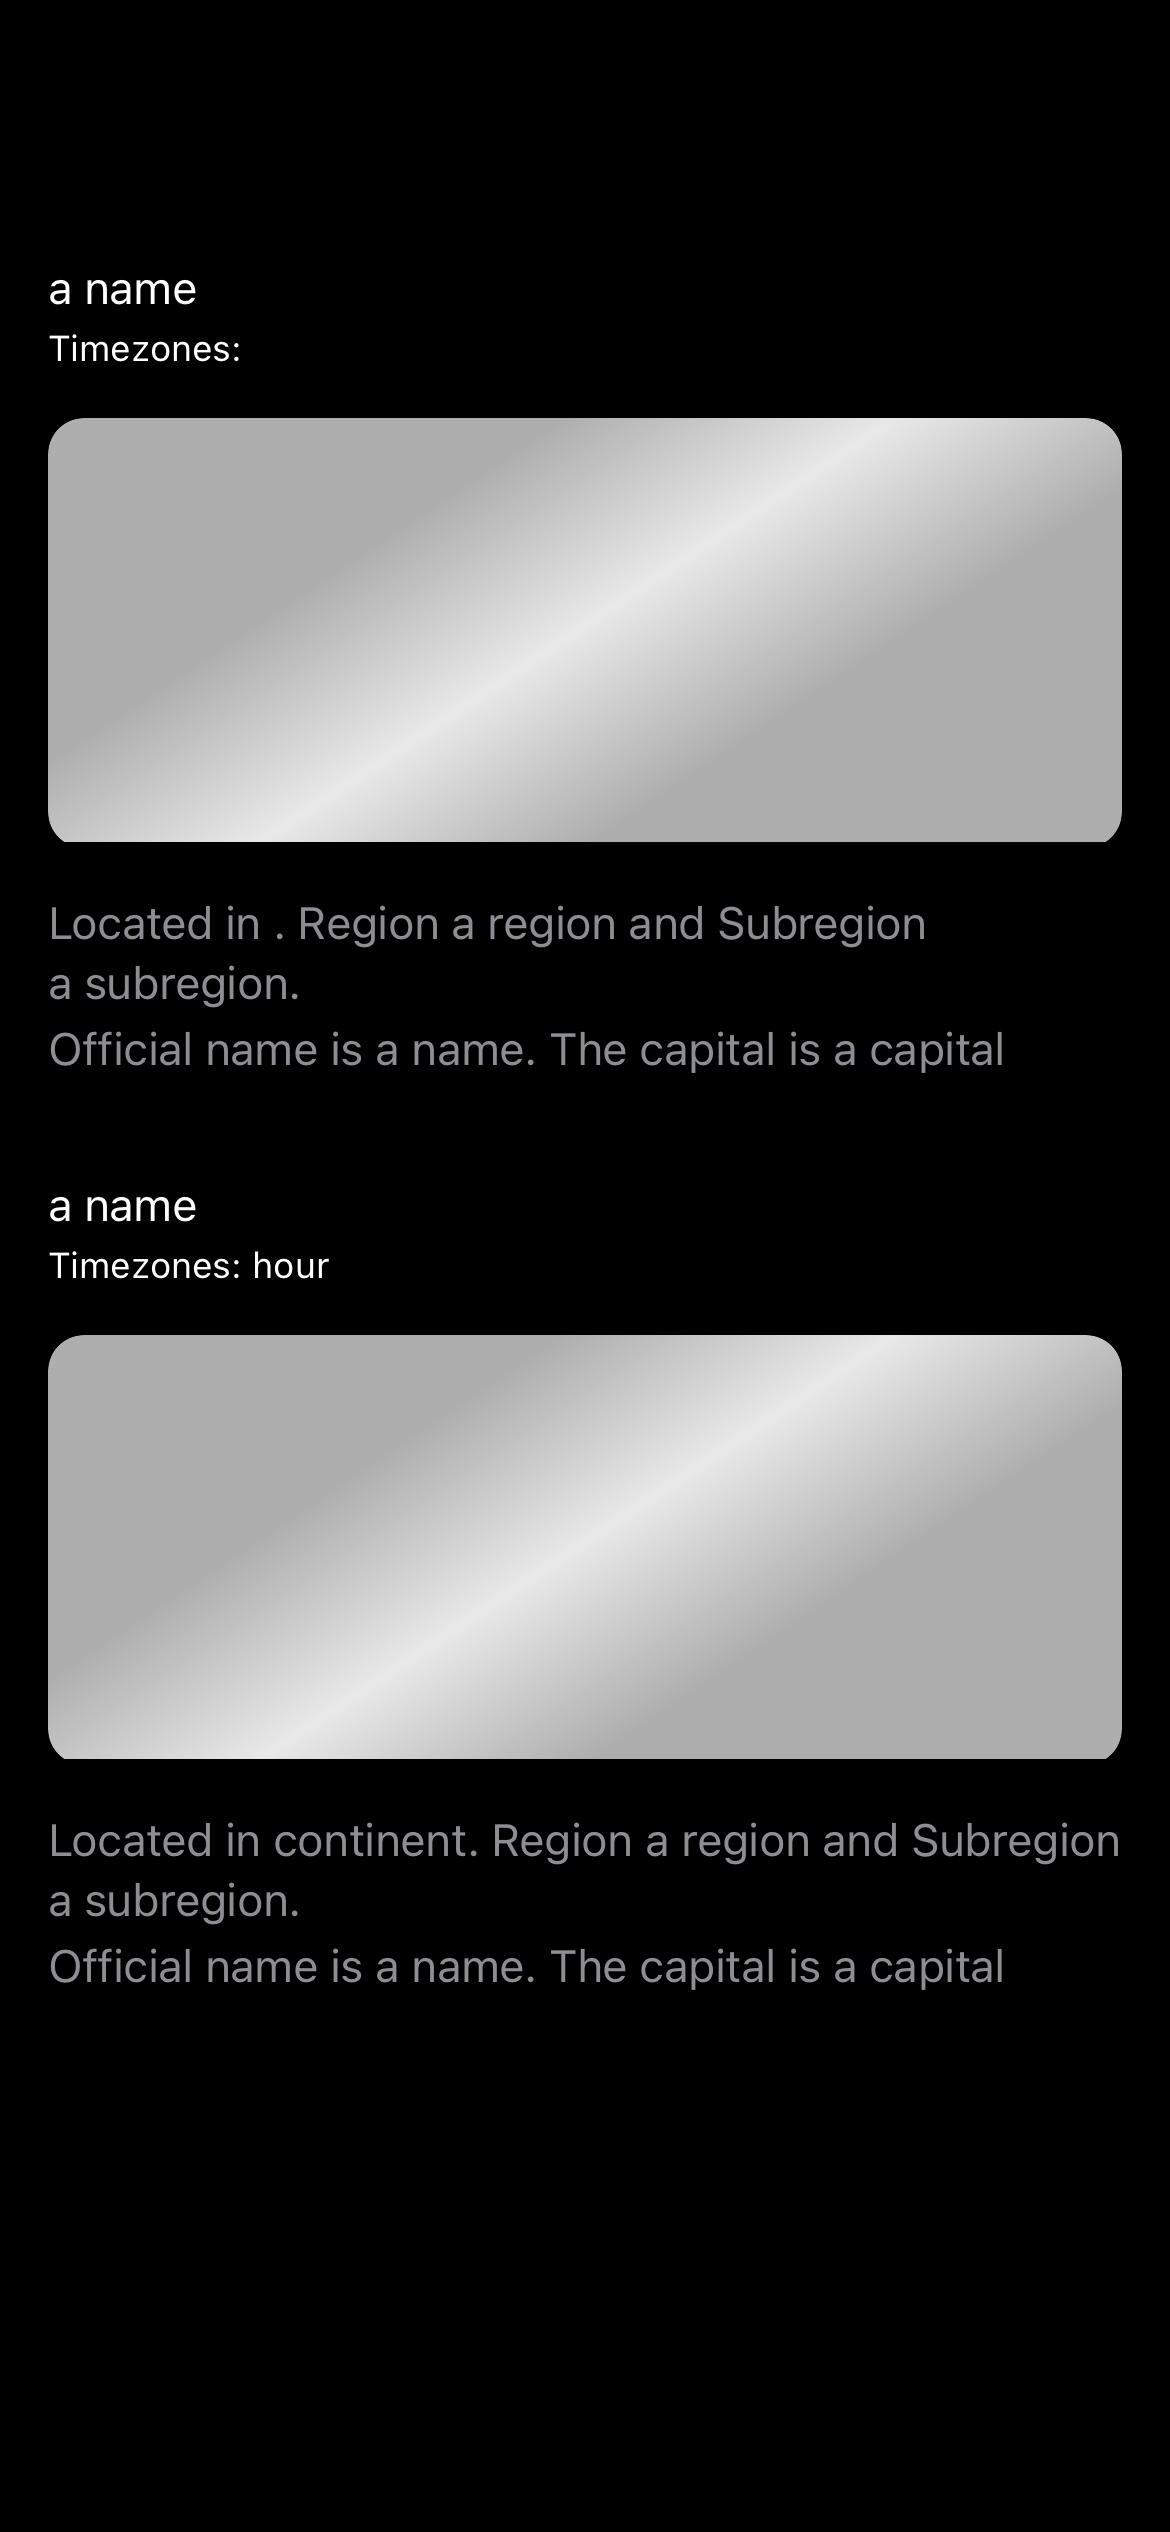 a name
Timezones:
Located in . Region a region and Subregion
a subregion.
Official name is a name. The capital is a capital
a name
Timezones: hour
Located in continent. Region a region and Subregion
a subregion.
Official name is a name. The capital is a capital